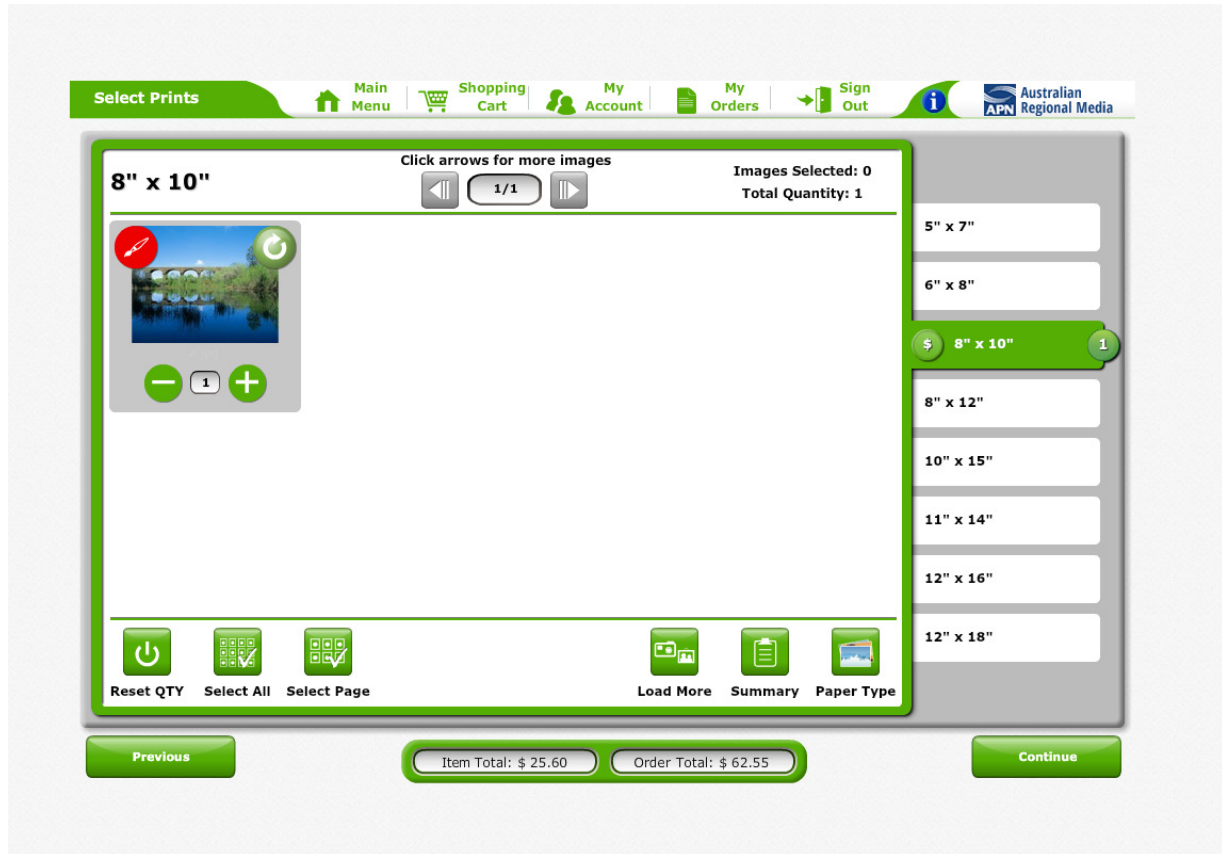 Select Prints
Main
Menu
Shopping
Cart
My
Account
My
Orders
Sign
Out
i
APN
Australian
Regional Media
8" x 10"
Click arrows for more images
1/1
Images Selected: 0
Total Quantity: 1
1
5" x 7"
6" x 8"
$ 8" x 10" 1
8" x 12"
10" x 15"
11" x 14"
12" x 16"
12" x 18"
Reset QTY
Select All
Select Page
Load More
Summary
Paper Type
Previous
Item Total: $ 25.60
Order Total: $ 62.55
Continue